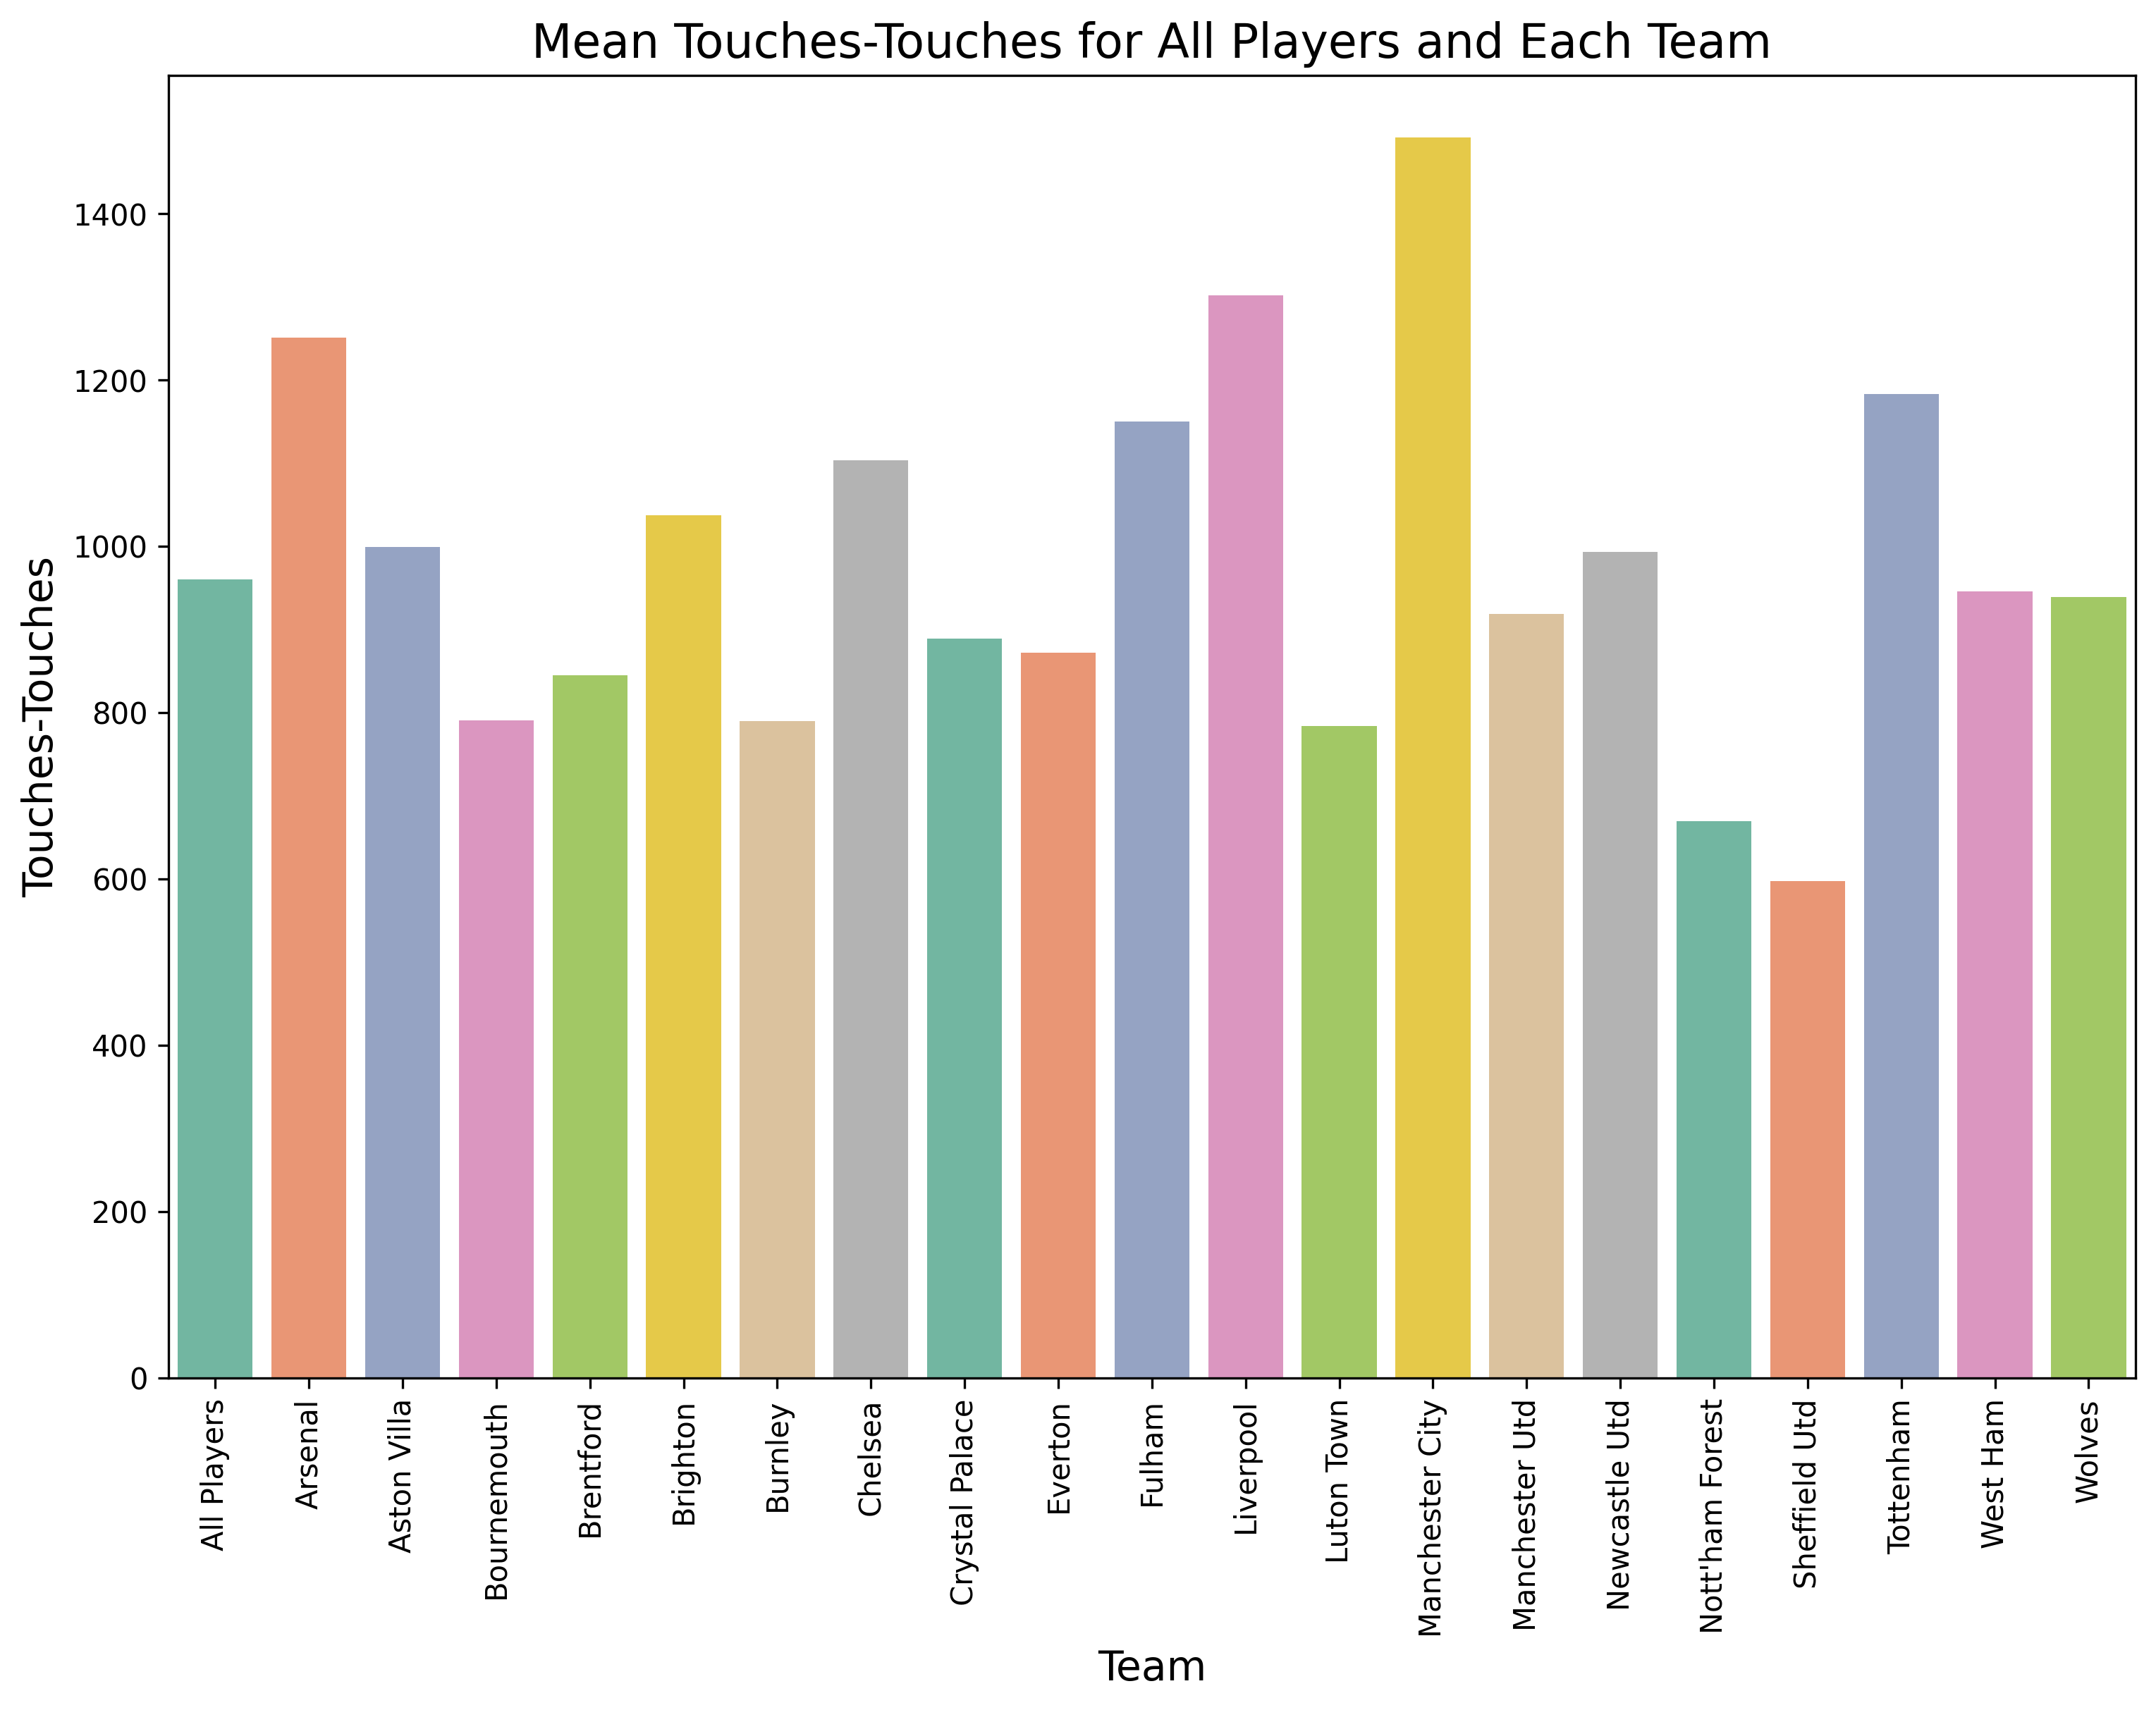 Mean Touches-Touches for All Players and Each Team
Touches-Touches
1400
1200
1000
800
600
400
200
0
All Players
Arsenal
Aston Villa
Bournemouth
Brentford
Brighton
Burnley
Chelsea
Crystal Palace
Everton
Fulham
Liverpool
Luton Town
Manchester City
Manchester Utd
Newcastle Utd
Nott'ham Forest
Sheffield Utd
Tottenham
West Ham
Wolves
Team